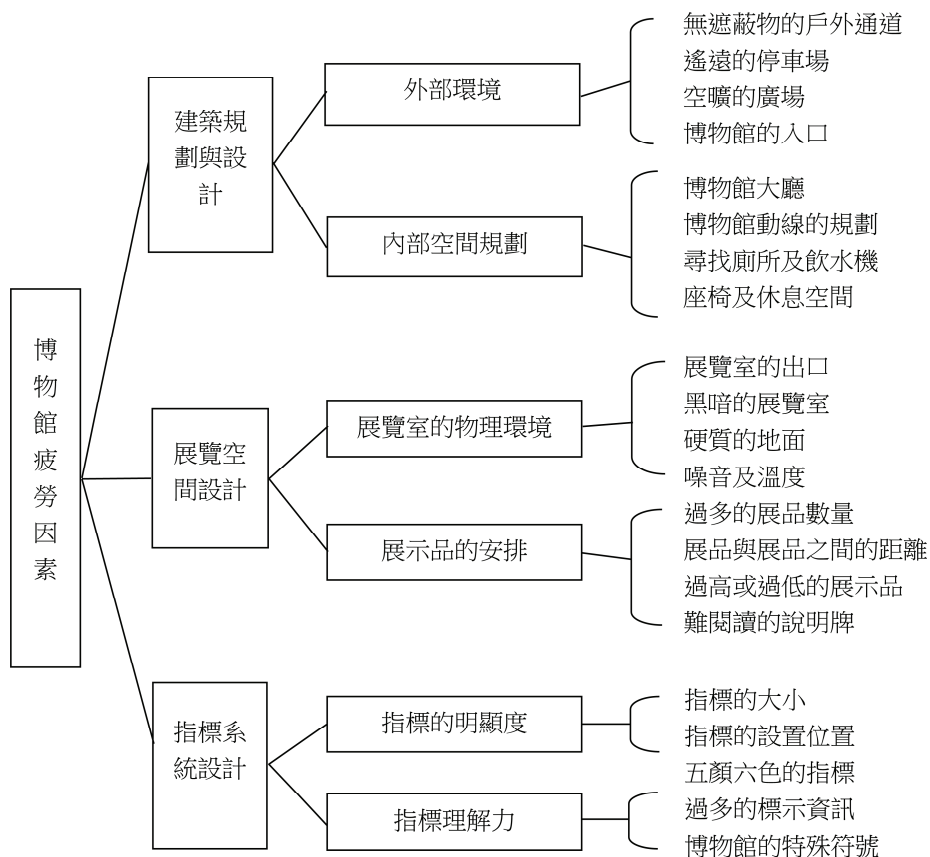 博物館疲勞因素
建築規
劃與設
計
外部環境
無遮蔽物的戶外通道
遙遠的停車場
空曠的廣場
博物館的入口
內部空間規劃
博物館大廳
博物館動線的規劃
尋找廁所及飲水機
座椅及休息空間
展覽空
間設計
展覽室的物理環境
展覽室的出口
黑喑的展覽室
硬質的地面
噪音及溫度
展示品的安排
過多的展品數量
展品與展品之間的距離
過高或過低的展示品
難閱讀的說明牌
指標系
統設計
指標的明顯度
指標的大小
指標的設置位置
五顏六色的指標
指標理解力
過多的標示資訊
博物館的特殊符號